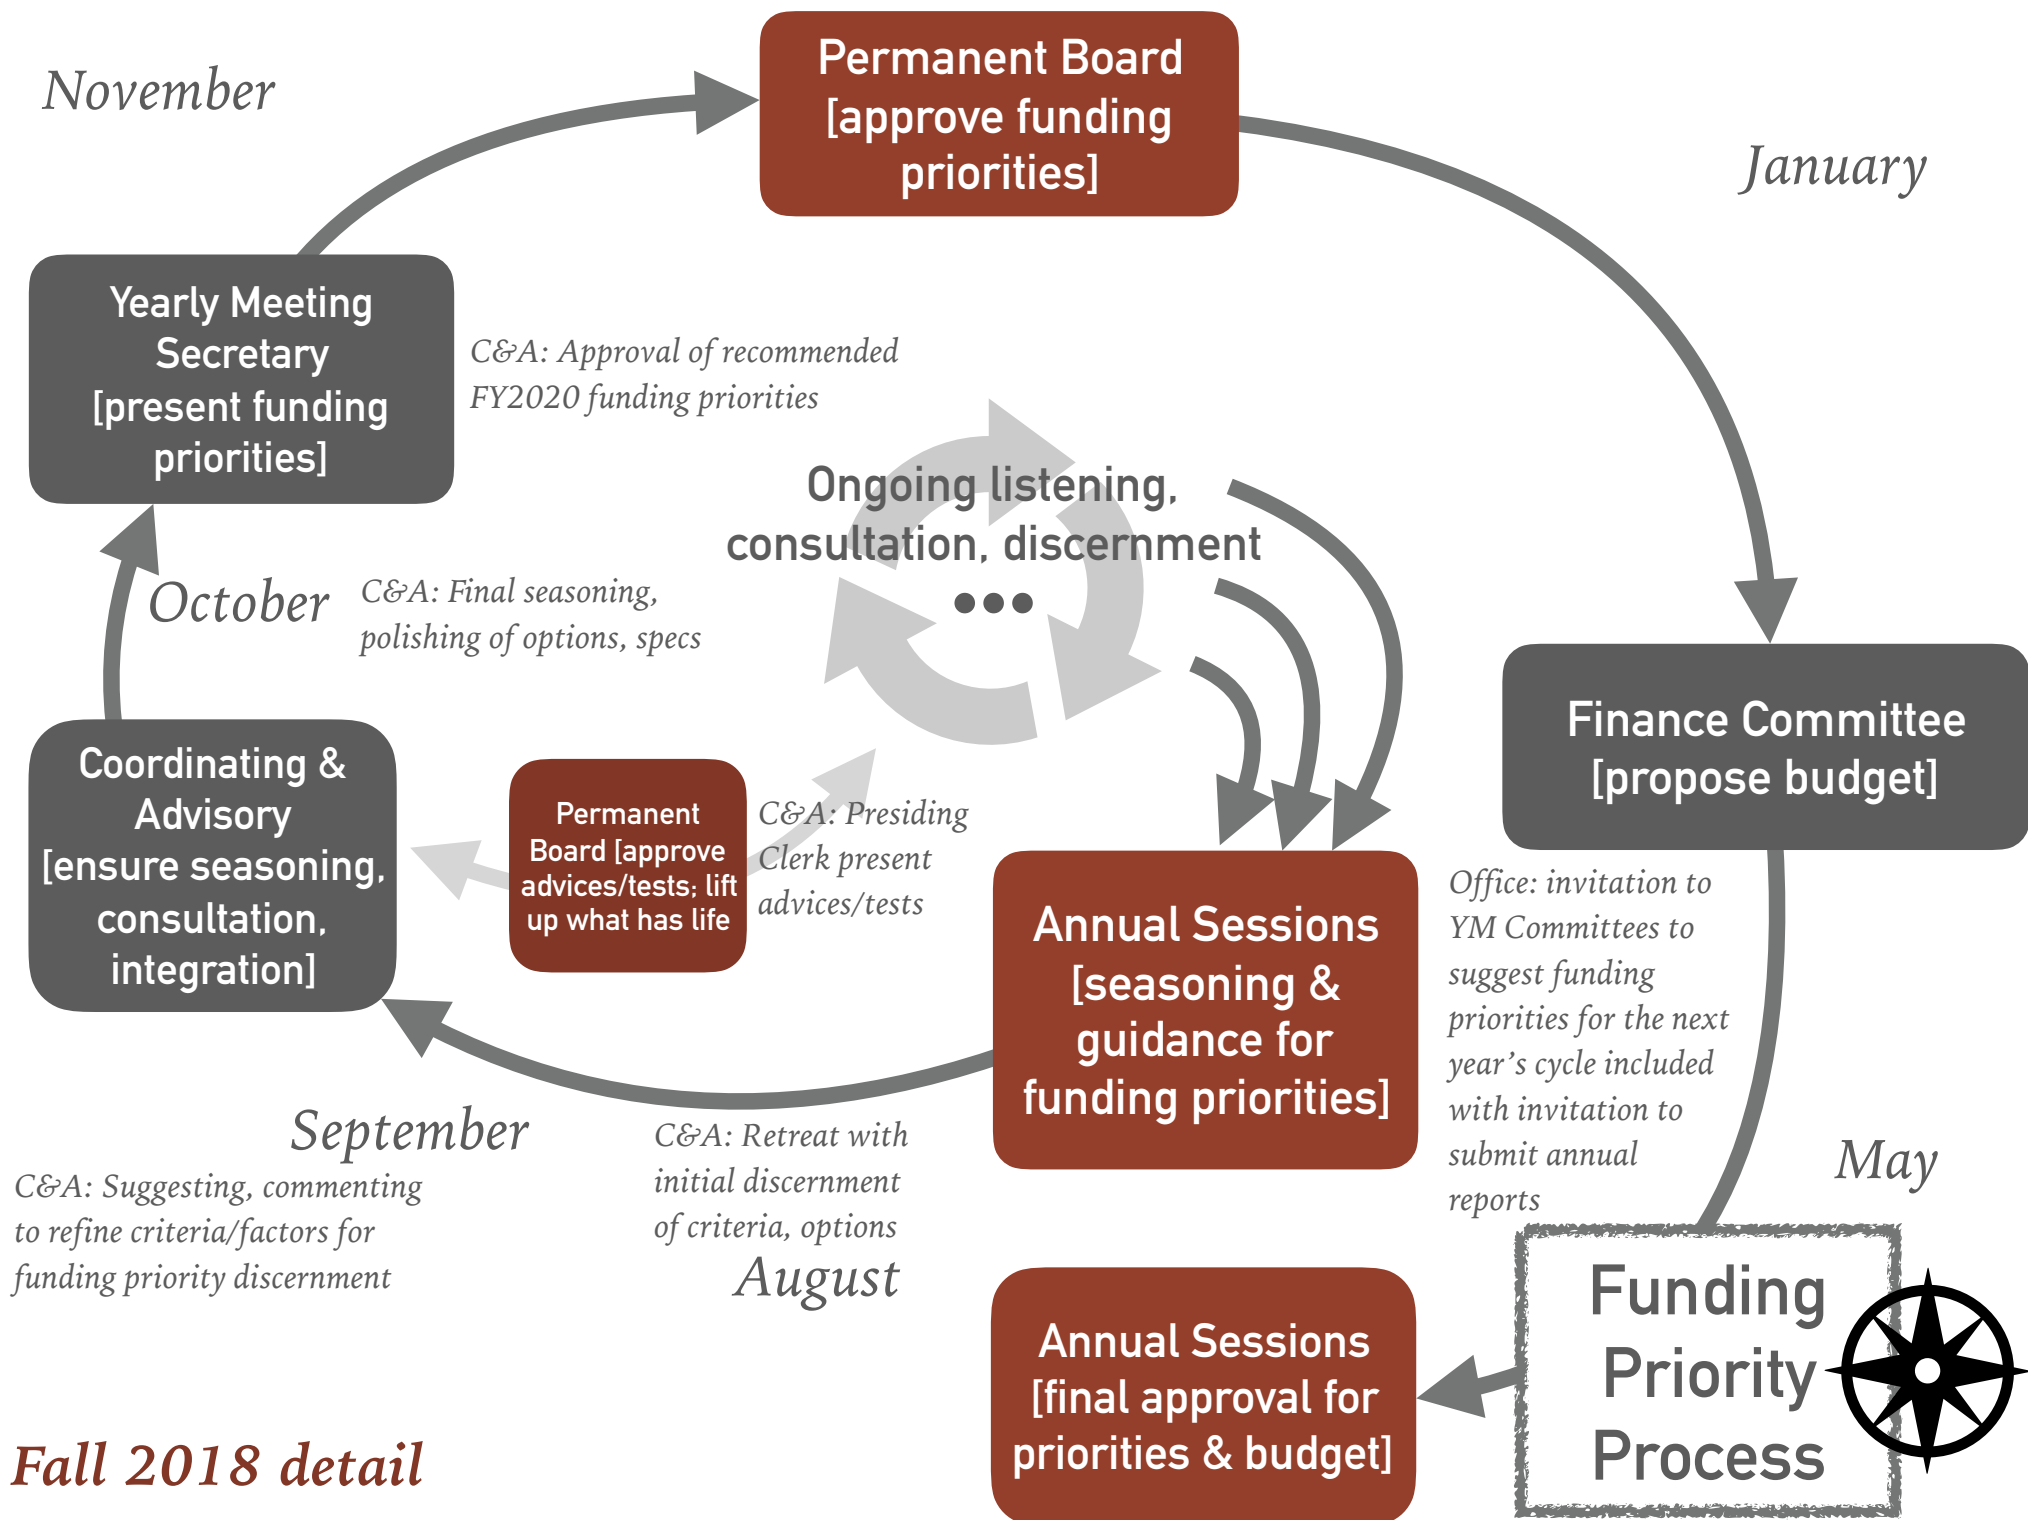 November
Permanent Board
[approve funding
priorities]
January
Yearly Meeting
Secretary
[present funding
priorities]
C&A: Approval of recommended
FY2020 funding priorities
Ongoing listening,
consultation, discernment
...
October
C&A: Final seasoning,
polishing of options, specs
Finance Committee
[propose budget]
Coordinating &
Advisory
[ensure seasoning,
consultation,
integration]
Permanent
Board [approve
advices/tests; lift
up what has life
C&A: Presiding
Clerk present
advices/tests
Annual Sessions
[seasoning &
guidance for
funding priorities]
Office: invitation to
YM Committees to
suggest funding
priorities for the next
year's cycle included
with invitation to
submit annual
reports
September
C&A: Suggesting, commenting
to refine criteria/factors for
funding priority discernment
C&A: Retreat with
initial discernment
of criteria, options
August
May
Annual Sessions
[final approval for
priorities & budget]
Funding
Priority
Process
Fall 2018 detail